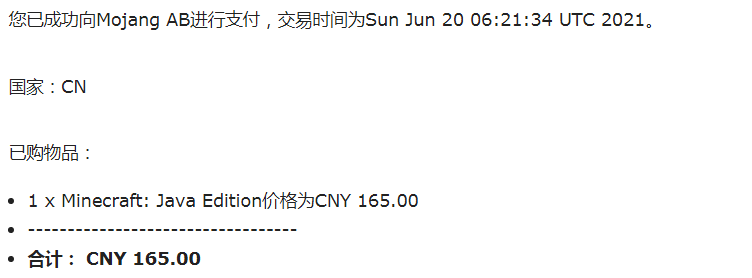 您已成功向Mojang AB进行支付，交易时间为Sun Jun 20 06:21:34 UTC 2021。
国家：CN
已购物品：
• 1 x Minecraft: Java Edition价格为CNY 165.00
• ----------------------------------
• 合计： CNY 165.00